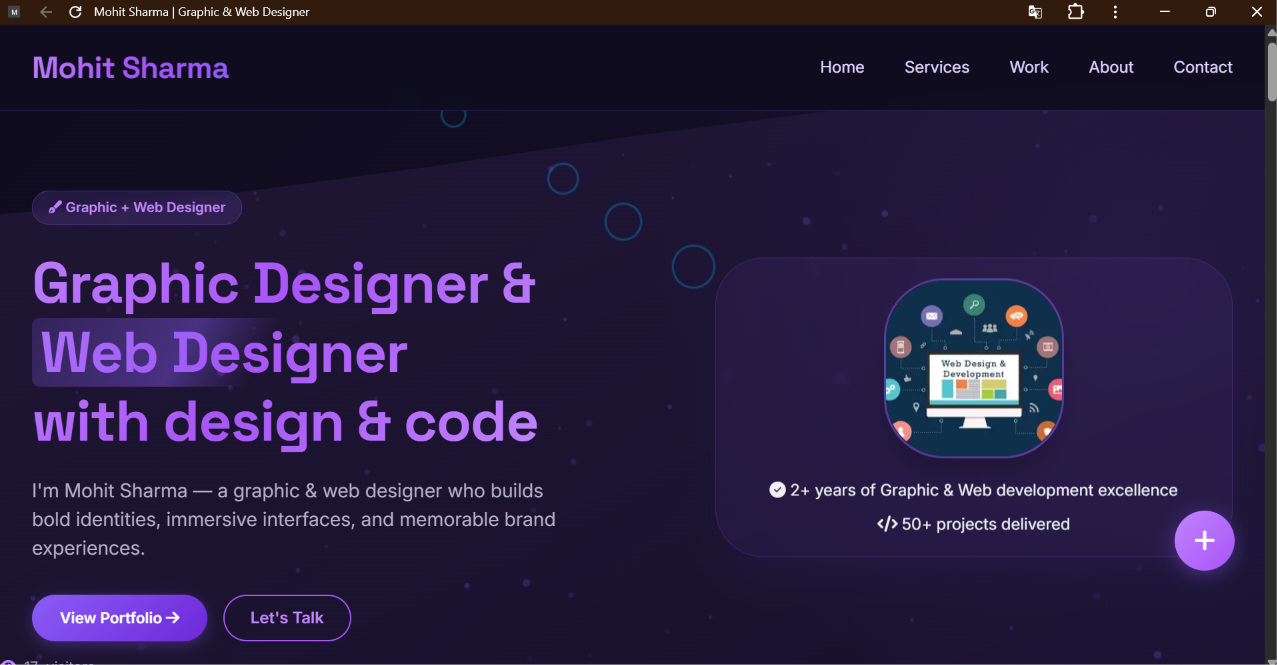 M
Mohit Sharma | Graphic & Web Designer
Mohit Sharma
Home Services Work About Contact
Graphic + Web Designer
Graphic Designer &
Web Designer
with design & code
I'm Mohit Sharma — a graphic & web designer who builds
bold identities, immersive interfaces, and memorable brand
experiences.
View Portfolio →
Let's Talk
Web Design &
Development
2+ years of Graphic & Web development excellence
</> 50+ projects delivered
+
17 visitors